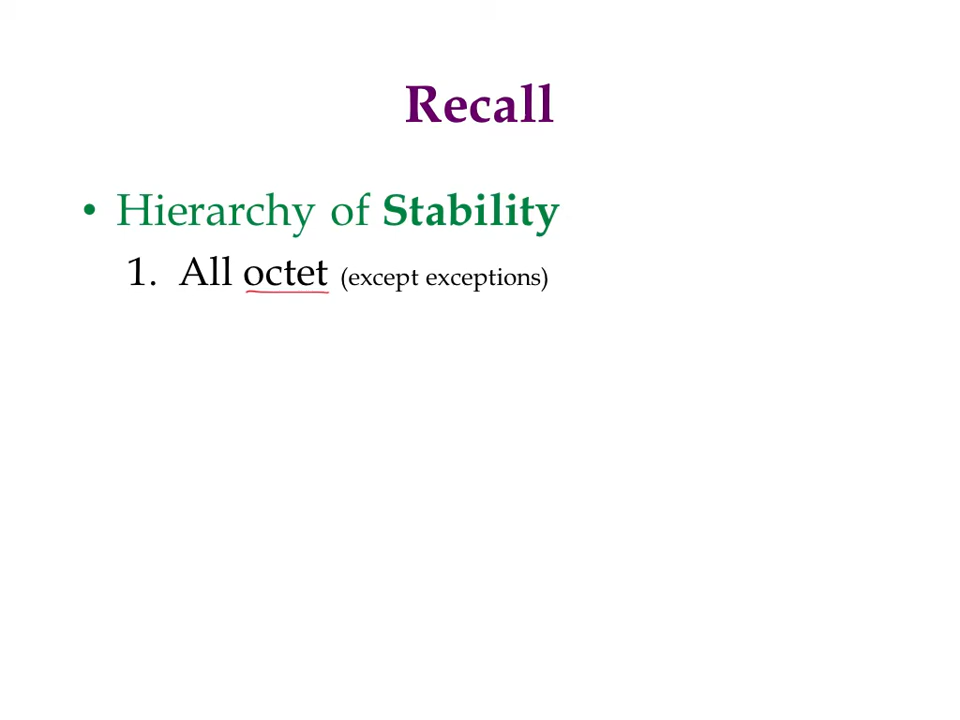 Recall
• Hierarchy of Stability
1. All octet (except exceptions)